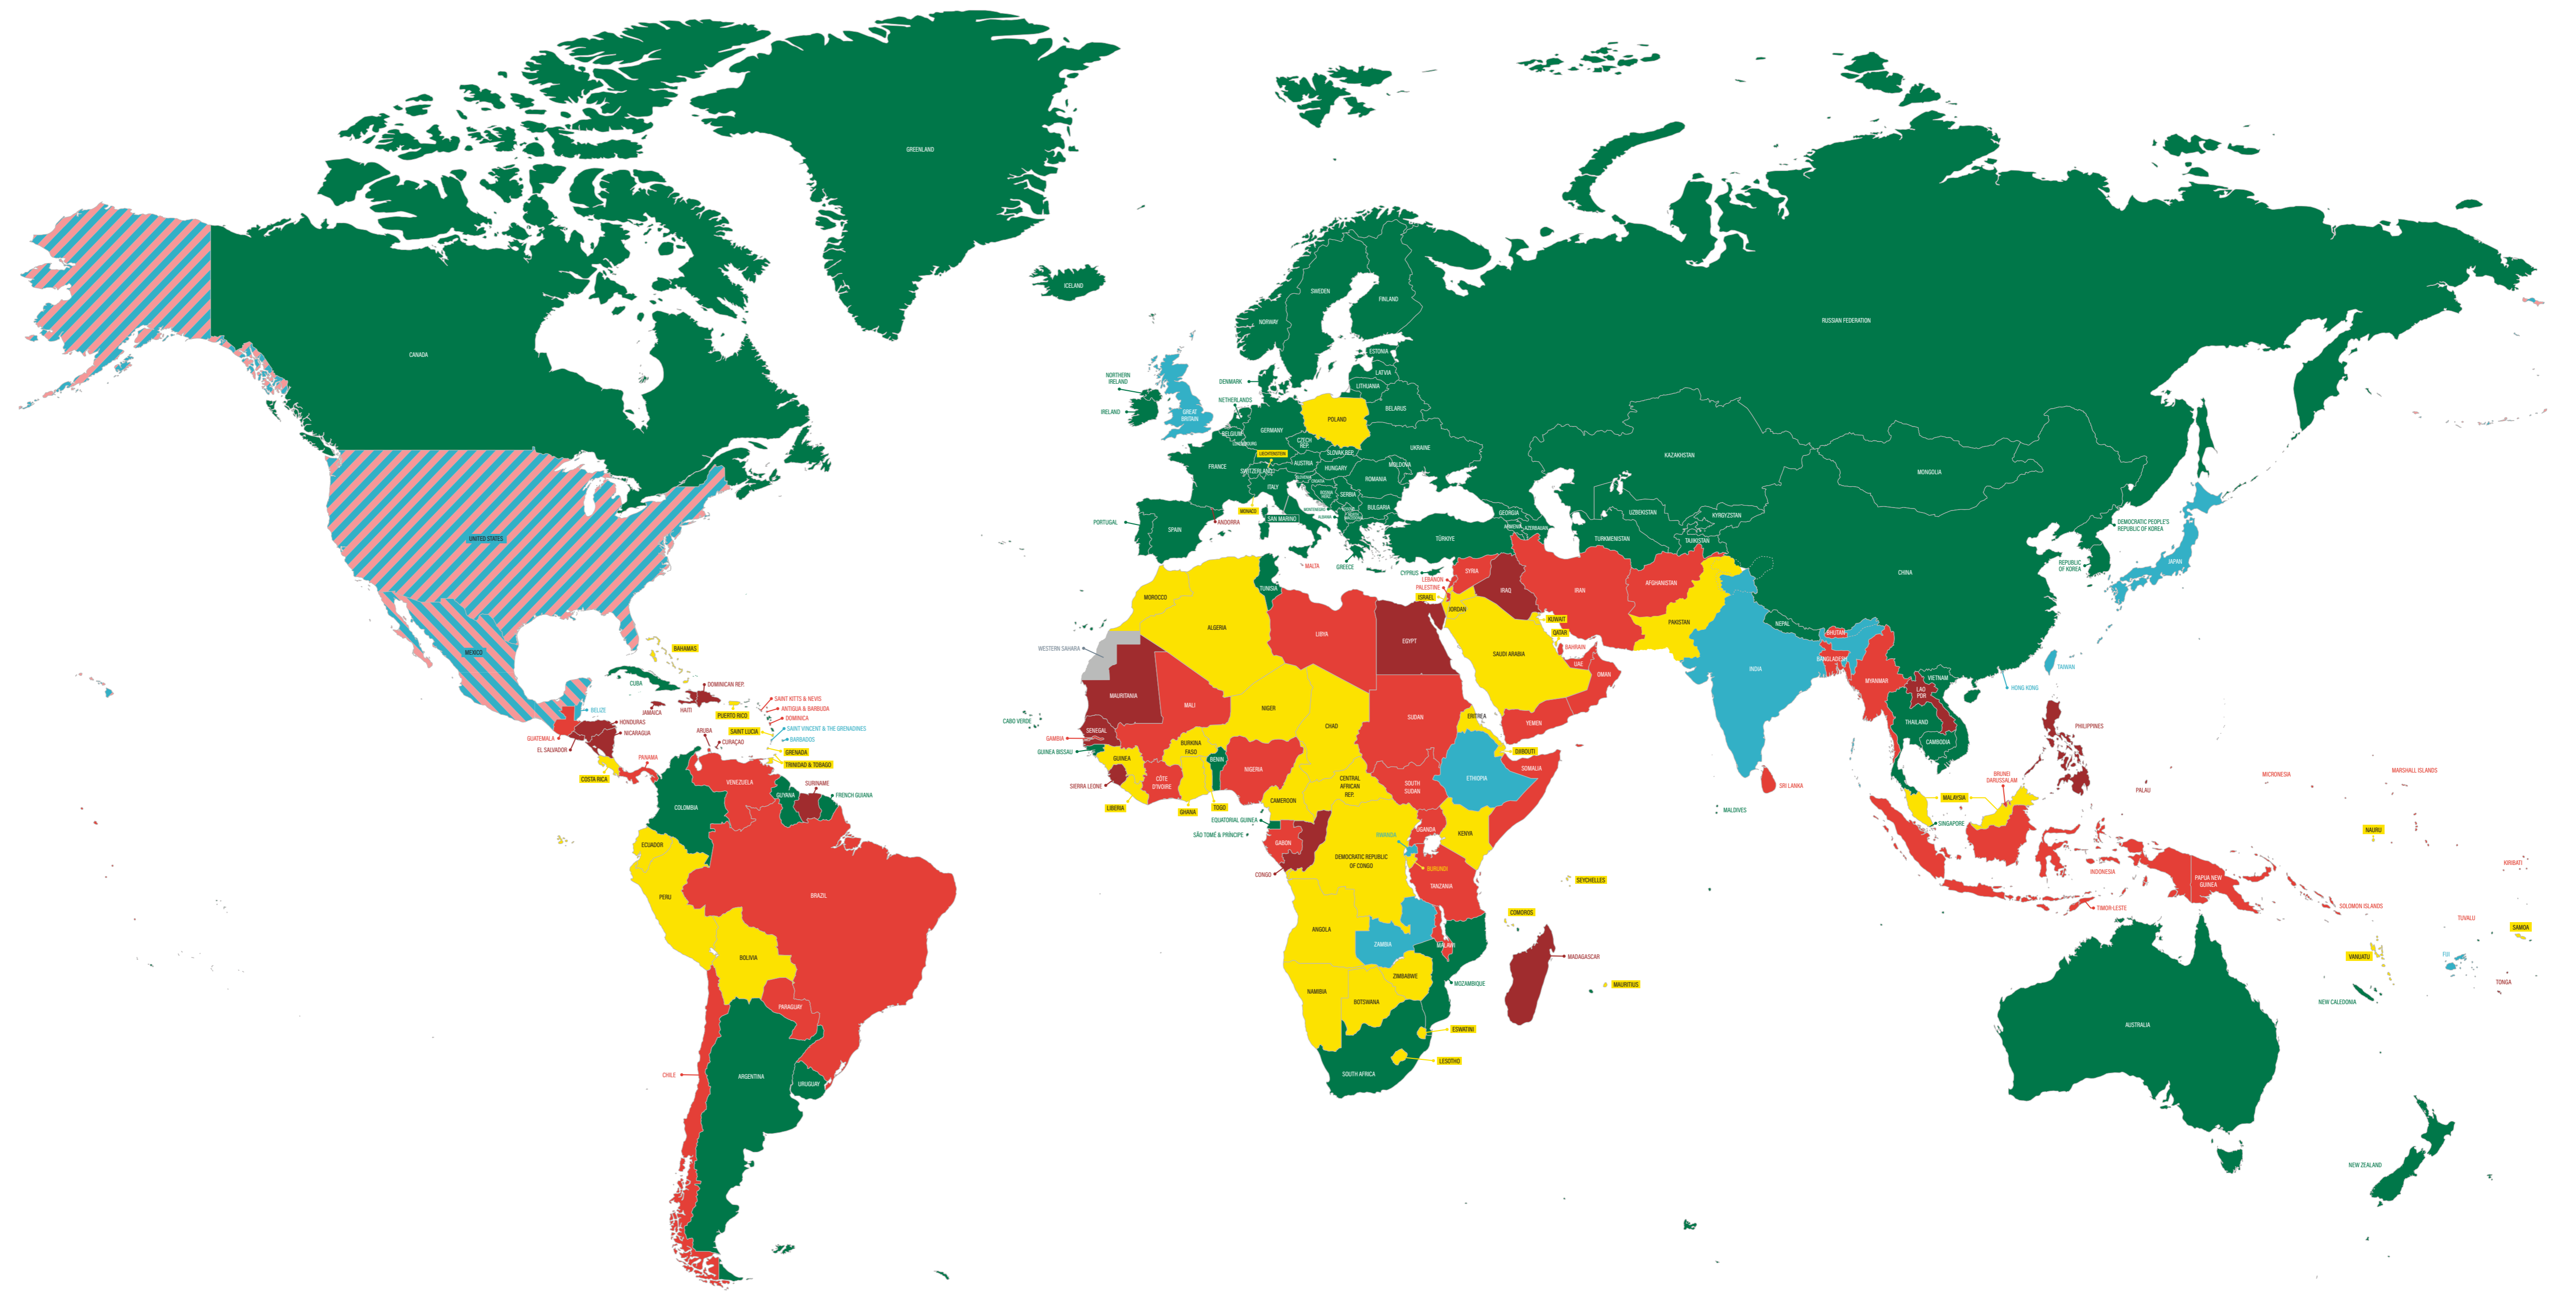 GREENLAND
ICELAND
CANADA
UNITED STATES
MEXICO
BAHAMAS
CUBA
DOMINICAN REP.
JAMAICA
HAITI
PUERTO RICO
SAINT KITTS & NEVIS
ANTIGUA & BARBUDA
DOMINICA
SAINT VINCENT & THE GRENADINES
BARBADOS
SAINT LUCIA
GRENADA
TRINIDAD & TOBAGO
BELIZE
HONDURAS
NICARAGUA
GUATEMALA
EL SALVADOR
COSTA RICA
PANAMA
ARUBA
CURAÇAO
VENEZUELA
GUYANA
SURINAME
FRENCH GUIANA
COLOMBIA
ECUADOR
PERU
BRAZIL
BOLIVIA
PARAGUAY
CHILE
ARGENTINA
URUGUAY
SWEDEN
FINLAND
NORWAY
ESTONIA
LATVIA
LITHUANIA
DENMARK
NORTHERN
IRELAND
IRELAND
GREAT
BRITAIN
NETHERLANDS
BELGIUM
GERMANY
POLAND
BELARUS
UKRAINE
CZECH
REP.
SLOVAK REP.
LUXEMBOURG
LIECHTENSTEIN
FRANCE
SWITZERLAND
AUSTRIA
HUNGARY
MOLDOVA
ROMANIA
ITALY
SERBIA
BULGARIA
MONACO
SAN MARINO
ANDORRA
PORTUGAL
SPAIN
MONTENEGRO
GREECE
MALTA
CYPRUS
TÜRKIYE
GEORGIA
ARMENIA
AZERBAIJAN
RUSSIAN FEDERATION
KAZAKHSTAN
MONGOLIA
UZBEKISTAN
KYRGYZSTAN
TURKMENISTAN
TAJIKISTAN
CHINA
DEMOCRATIC PEOPLE'S
REPUBLIC OF KOREA
REPUBLIC
OF KOREA
JAPAN
TAIWAN
HONG KONG
SYRIA
LEBANON
PALESTINE
ISRAEL
JORDAN
IRAQ
IRAN
AFGHANISTAN
PAKISTAN
KUWAIT
QATAR
BAHRAIN
UAE
OMAN
SAUDI ARABIA
YEMEN
NEPAL
BHUTAN
BANGLADESH
INDIA
SRI LANKA
MALDIVES
MYANMAR
LAO
PDR
VIETNAM
THAILAND
CAMBODIA
PHILIPPINES
BRUNEI
DARUSSALAM
MALAYSIA
SINGAPORE
INDONESIA
TIMOR-LESTE
PAPUA NEW
GUINEA
PALAU
MICRONESIA
MARSHALL ISLANDS
NAURU
KIRIBATI
SOLOMON ISLANDS
TUVALU
SAMOA
VANUATU
FIJI
TONGA
NEW CALEDONIA
AUSTRALIA
NEW ZEALAND
MOROCCO
ALGERIA
TUNISIA
LIBYA
EGYPT
WESTERN SAHARA
MAURITANIA
MALI
NIGER
CHAD
SUDAN
ERITREA
DJIBOUTI
CABO VERDE
SENEGAL
GAMBIA
GUINEA BISSAU
GUINEA
SIERRA LEONE
LIBERIA
CÔTE
D'IVOIRE
BURKINA
FASO
GHANA
TOGO
BENIN
NIGERIA
CAMEROON
CENTRAL
AFRICAN
REP.
SOUTH
SUDAN
ETHIOPIA
SOMALIA
EQUATORIAL GUINEA
SÃO TOMÉ & PRÍNCIPE
GABON
CONGO
DEMOCRATIC REPUBLIC
OF CONGO
UGANDA
KENYA
RWANDA
BURUNDI
TANZANIA
SEYCHELLES
COMOROS
ANGOLA
ZAMBIA
MALAWI
MOZAMBIQUE
MADAGASCAR
MAURITIUS
ZIMBABWE
NAMIBIA
BOTSWANA
ESWATINI
LESOTHO
SOUTH AFRICA